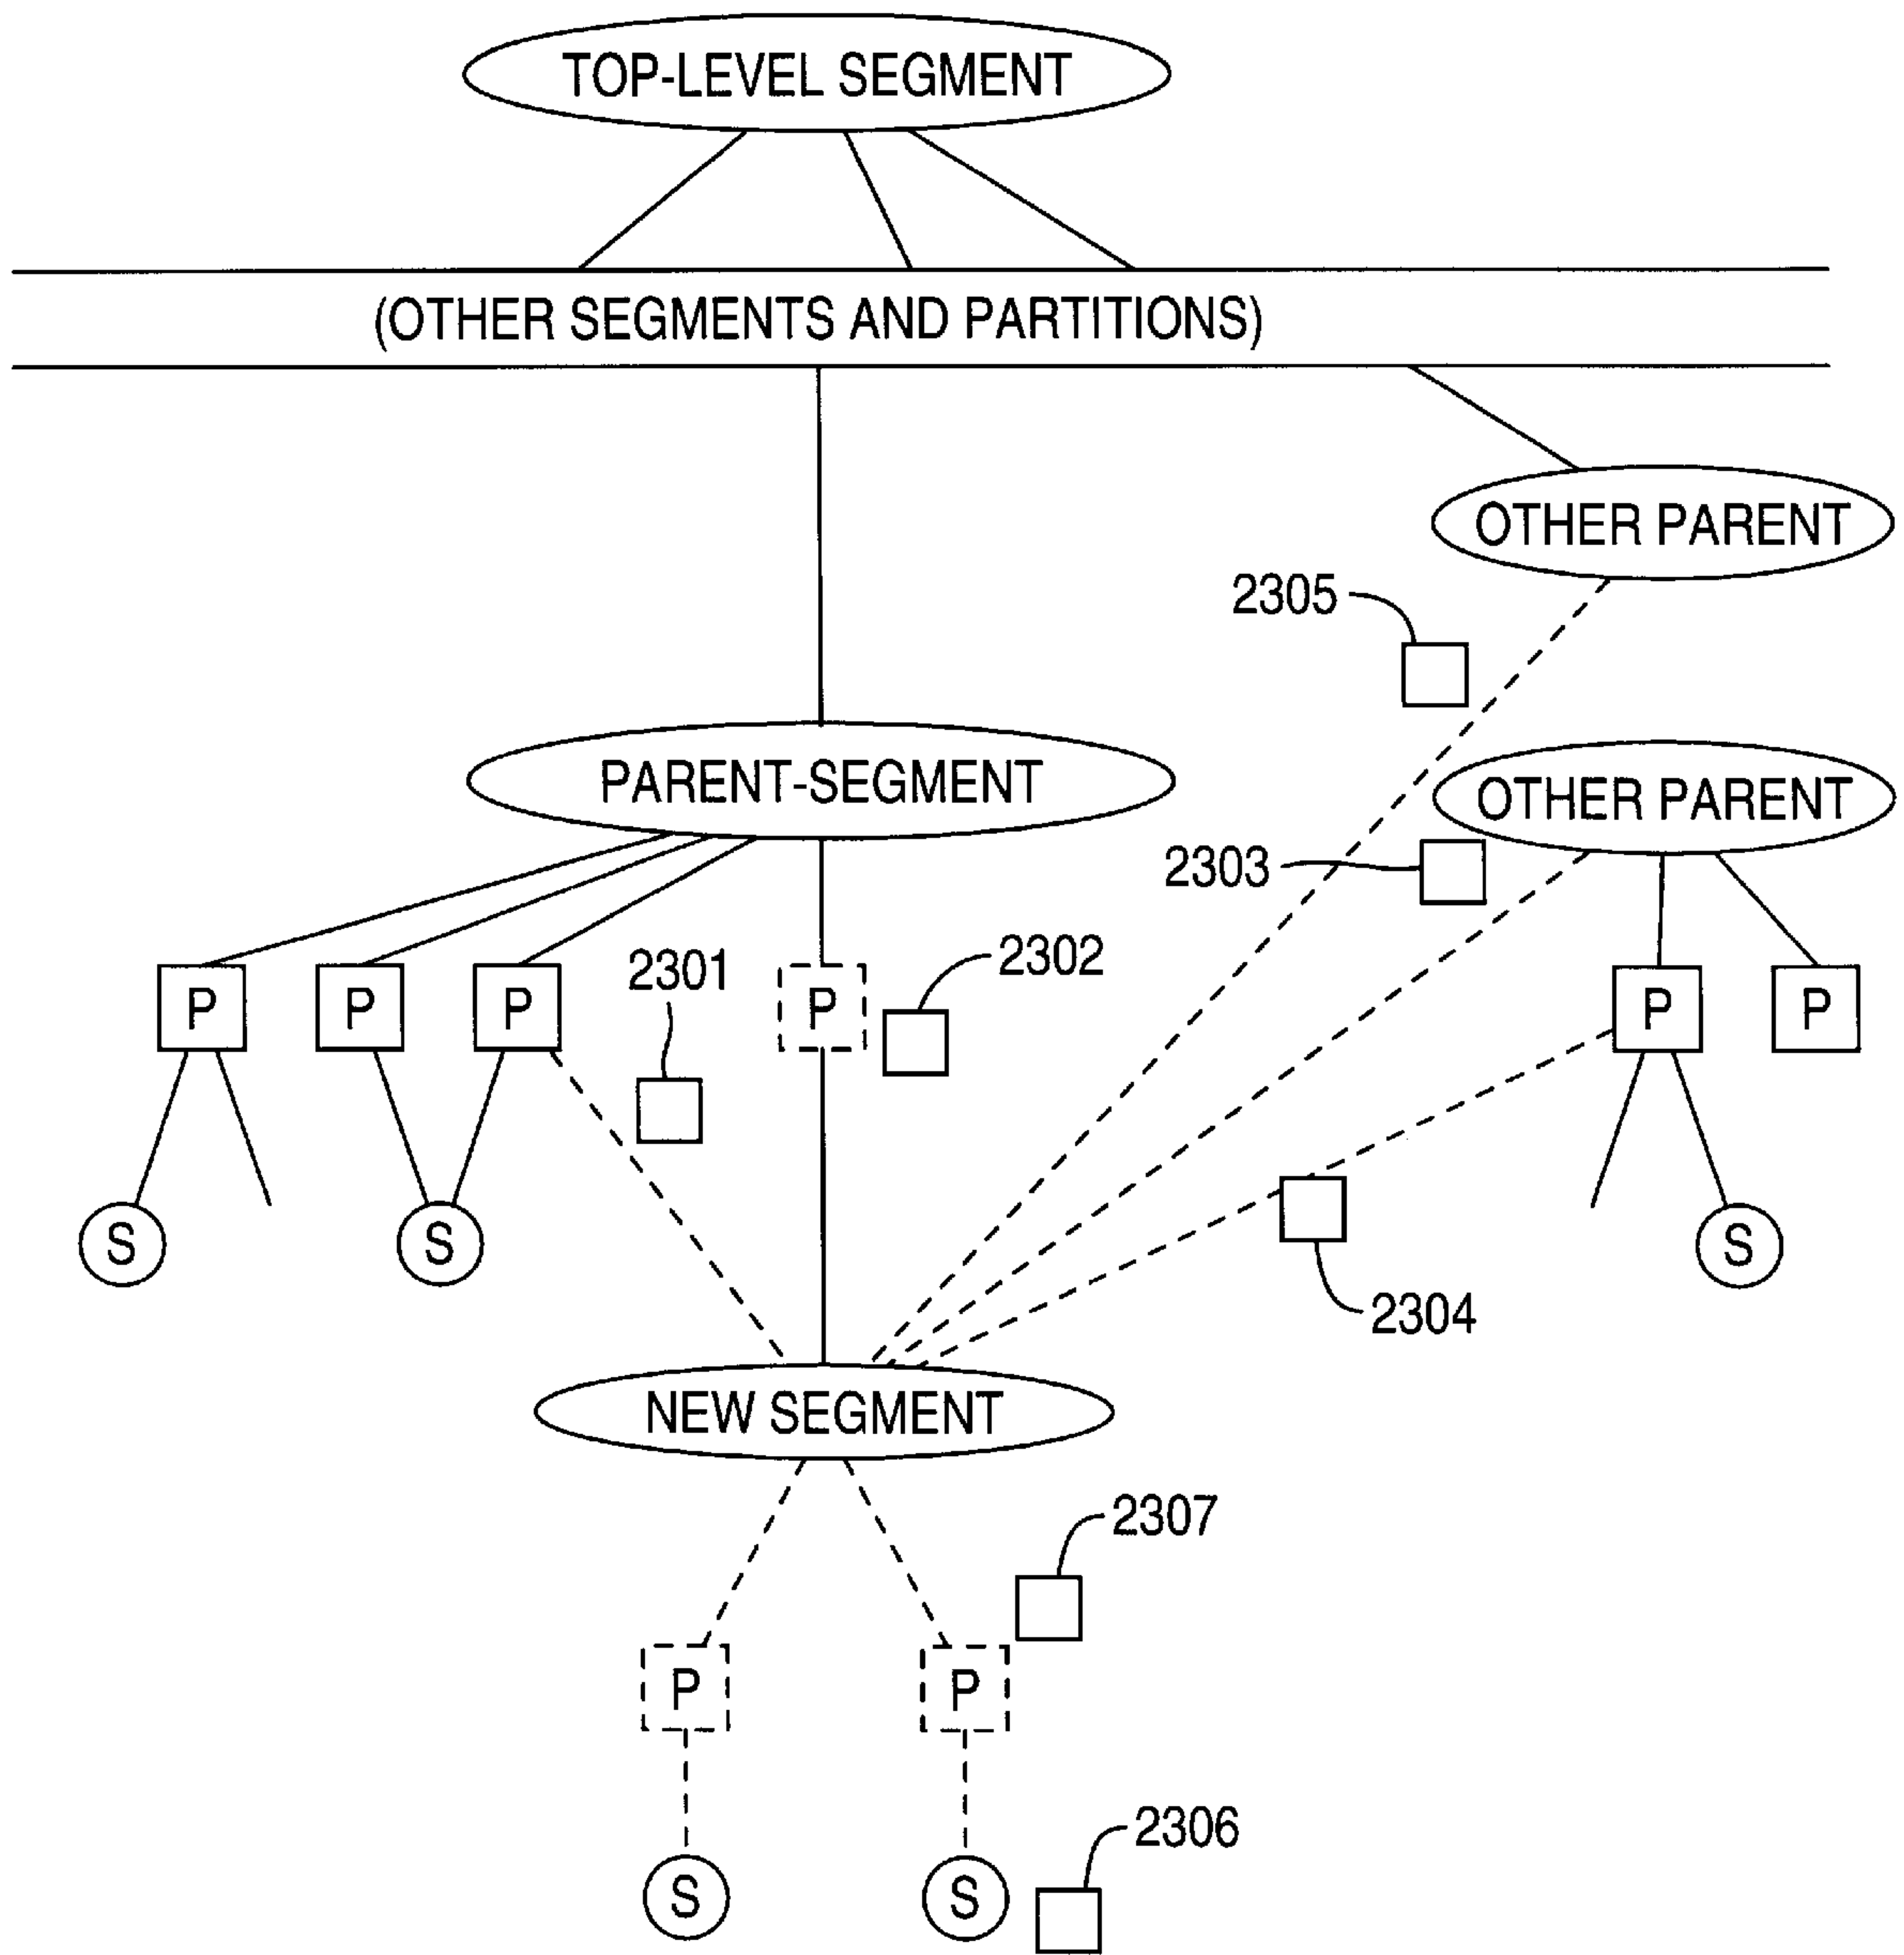 TOP-LEVEL SEGMENT
(OTHER SEGMENTS AND PARTITIONS)
OTHER PARENT
2305
PARENT-SEGMENT
OTHER PARENT
2303
2301
2302
P
P
P
P
P
P
S
S
S
2304
NEW SEGMENT
2307
P
P
2306
S
S